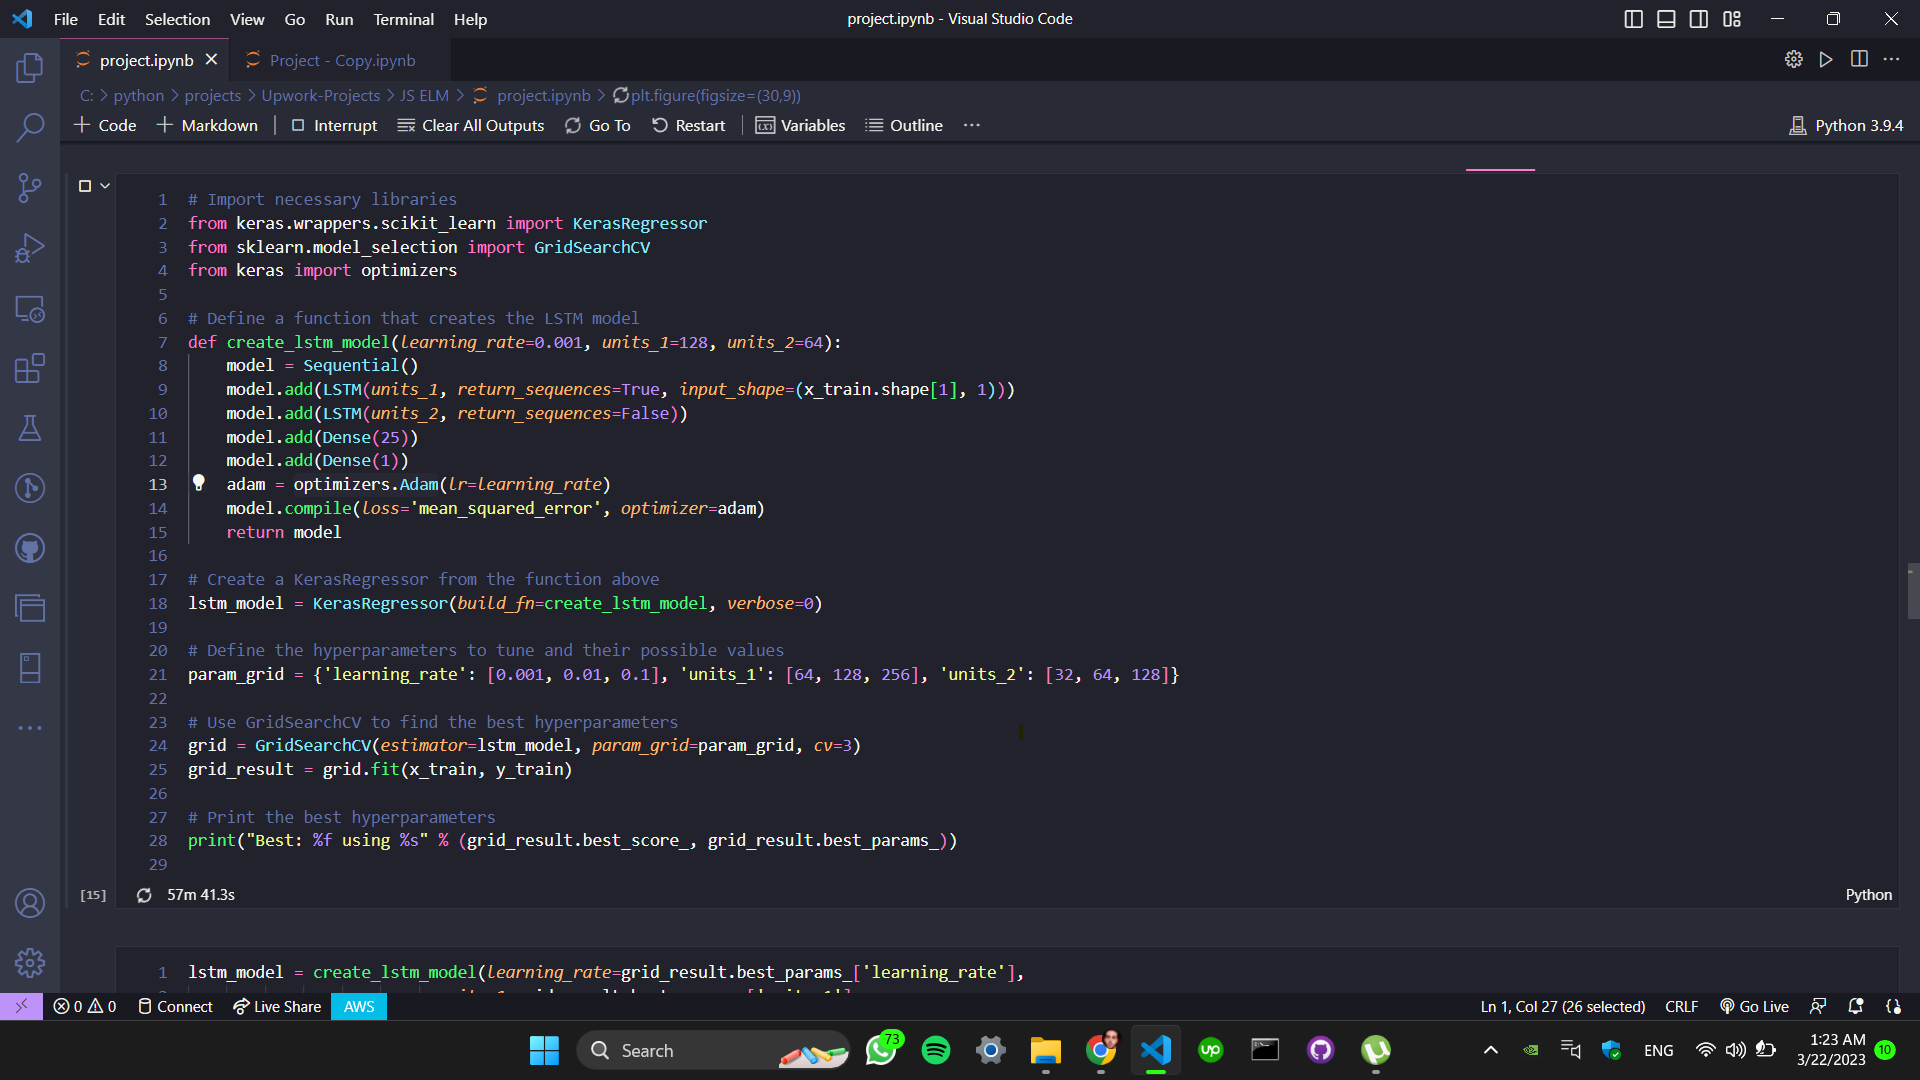 File Edit Selection View Go Run Terminal Help
project.ipynb - Visual Studio Code
project.ipynb
Project - Copy.ipynb
C: > python > projects > Upwork-Projects > JS ELM > project.ipynb > plt.figure(figsize=(30,9))
+ Code + Markdown | Interrupt Clear All Outputs Go To Restart | Variables Outline ···
Python 3.9.4
1 # Import necessary libraries
2 from keras.wrappers.scikit_learn import KerasRegressor
3 from sklearn.model_selection import GridSearchCV
4 from keras import optimizers
5
6 # Define a function that creates the LSTM model
7 def create_lstm_model(learning_rate=0.001, units_1=128, units_2=64):
8     model = Sequential()
9     model.add(LSTM(units_1, return_sequences=True, input_shape=(x_train.shape[1], 1)))
10     model.add(LSTM(units_2, return_sequences=False))
11     model.add(Dense(25))
12     model.add(Dense(1))
13     adam = optimizers.Adam(lr=learning_rate)
14     model.compile(loss='mean_squared_error', optimizer=adam)
15     return model
16
17 # Create a KerasRegressor from the function above
18 lstm_model = KerasRegressor(build_fn=create_lstm_model, verbose=0)
19
20 # Define the hyperparameters to tune and their possible values
21 param_grid = {'learning_rate': [0.001, 0.01, 0.1], 'units_1': [64, 128, 256], 'units_2': [32, 64, 128]}
22
23 # Use GridSearchCV to find the best hyperparameters
24 grid = GridSearchCV(estimator=lstm_model, param_grid=param_grid, cv=3)
25 grid_result = grid.fit(x_train, y_train)
26
27 # Print the best hyperparameters
28 print("Best: %f using %s" % (grid_result.best_score_, grid_result.best_params_))
29
[15] 57m 41.3s
Python
1 lstm_model = create_lstm_model(learning_rate=grid_result.best_params_['learning_rate'],
0 0 Connect Live Share AWS
Ln 1, Col 27 (26 selected) CRLF Go Live
Search
73
up
ENG
1:23 AM
3/22/2023
10